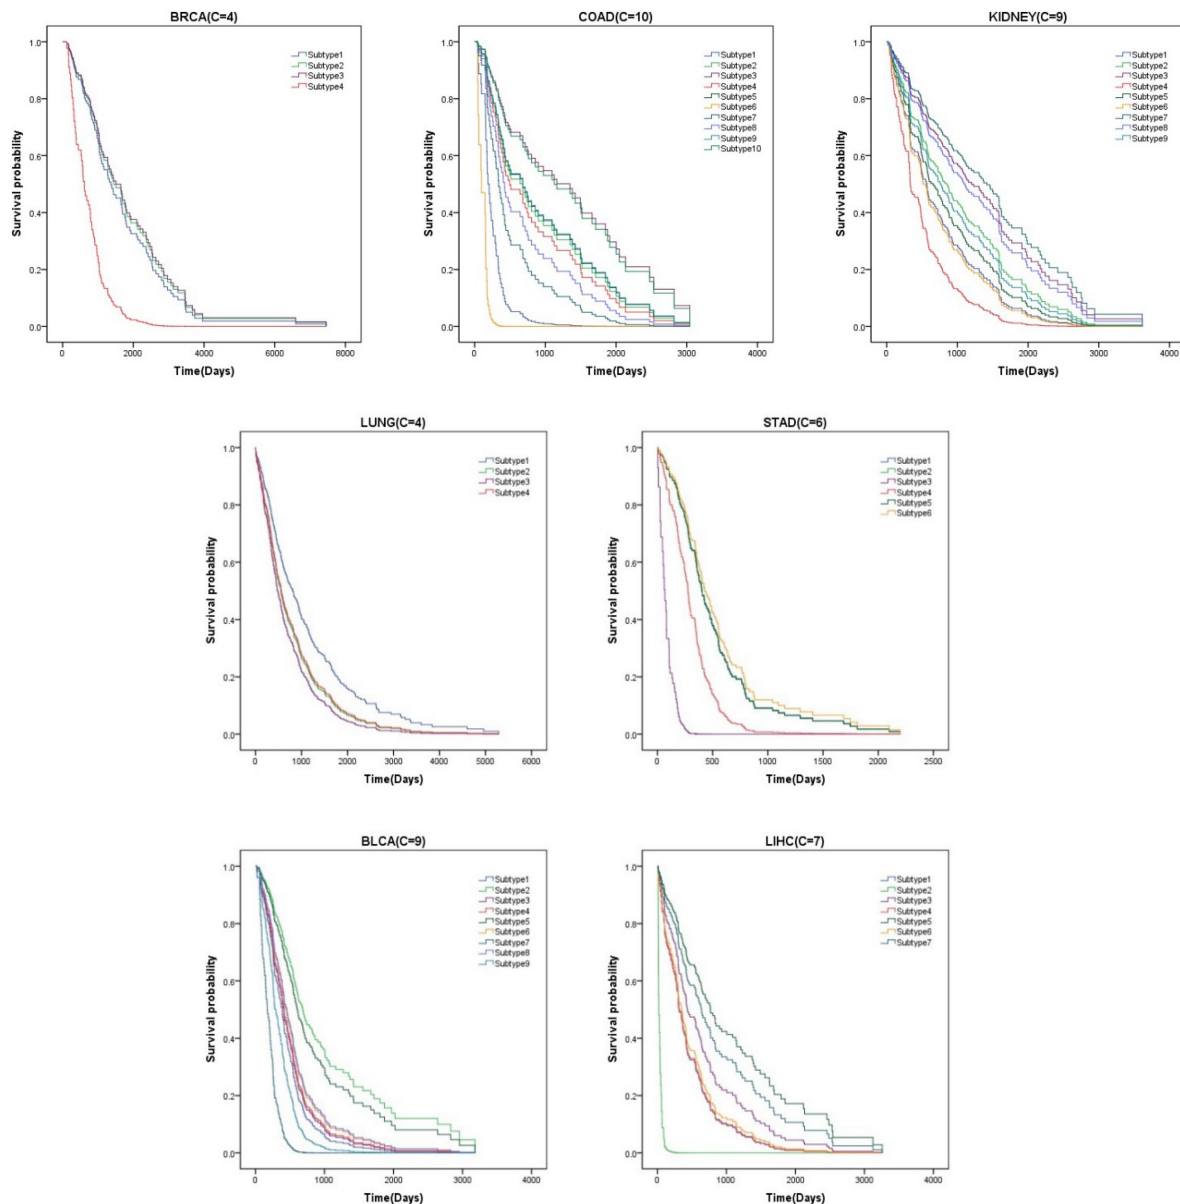 BRCA(C=4)
Survival probability
1.0
0.8
0.6
0.4
0.2
0.0
0
2000
4000
6000
8000
Time(Days)
Subtype1
Subtype2
Subtype3
Subtype4
COAD(C=10)
Survival probability
1.0
0.8
0.6
0.4
0.2
0.0
0
1000
2000
3000
4000
Time(Days)
Subtype1
Subtype2
Subtype3
Subtype4
Subtype5
Subtype6
Subtype7
Subtype8
Subtype9
Subtype10
KIDNEY(C=9)
Survival probability
1.0
0.8
0.6
0.4
0.2
0.0
0
1000
2000
3000
4000
Time(Days)
Subtype1
Subtype2
Subtype3
Subtype4
Subtype5
Subtype6
Subtype7
Subtype8
Subtype9
LUNG(C=4)
Survival probability
1.0
0.8
0.6
0.4
0.2
0.0
0
1000
2000
3000
4000
5000
6000
Time(Days)
Subtype1
Subtype2
Subtype3
Subtype4
STAD(C=6)
Survival probability
1.0
0.8
0.6
0.4
0.2
0.0
0
500
1000
1500
2000
2500
Time(Days)
Subtype1
Subtype2
Subtype3
Subtype4
Subtype5
Subtype6
BLCA(C=9)
Survival probability
1.0
0.8
0.6
0.4
0.2
0.0
0
1000
2000
3000
4000
Time(Days)
Subtype1
Subtype2
Subtype3
Subtype4
Subtype5
Subtype6
Subtype7
Subtype8
Subtype9
LIHC(C=7)
Survival probability
1.0
0.8
0.6
0.4
0.2
0.0
0
1000
2000
3000
4000
Time(Days)
Subtype1
Subtype2
Subtype3
Subtype4
Subtype5
Subtype6
Subtype7